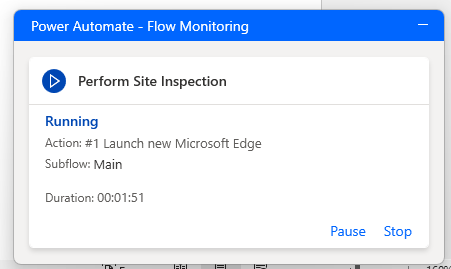 Power Automate - Flow Monitoring
Perform Site Inspection
Running
Action: #1 Launch new Microsoft Edge
Subflow: Main
Duration: 00:01:51
Pause Stop